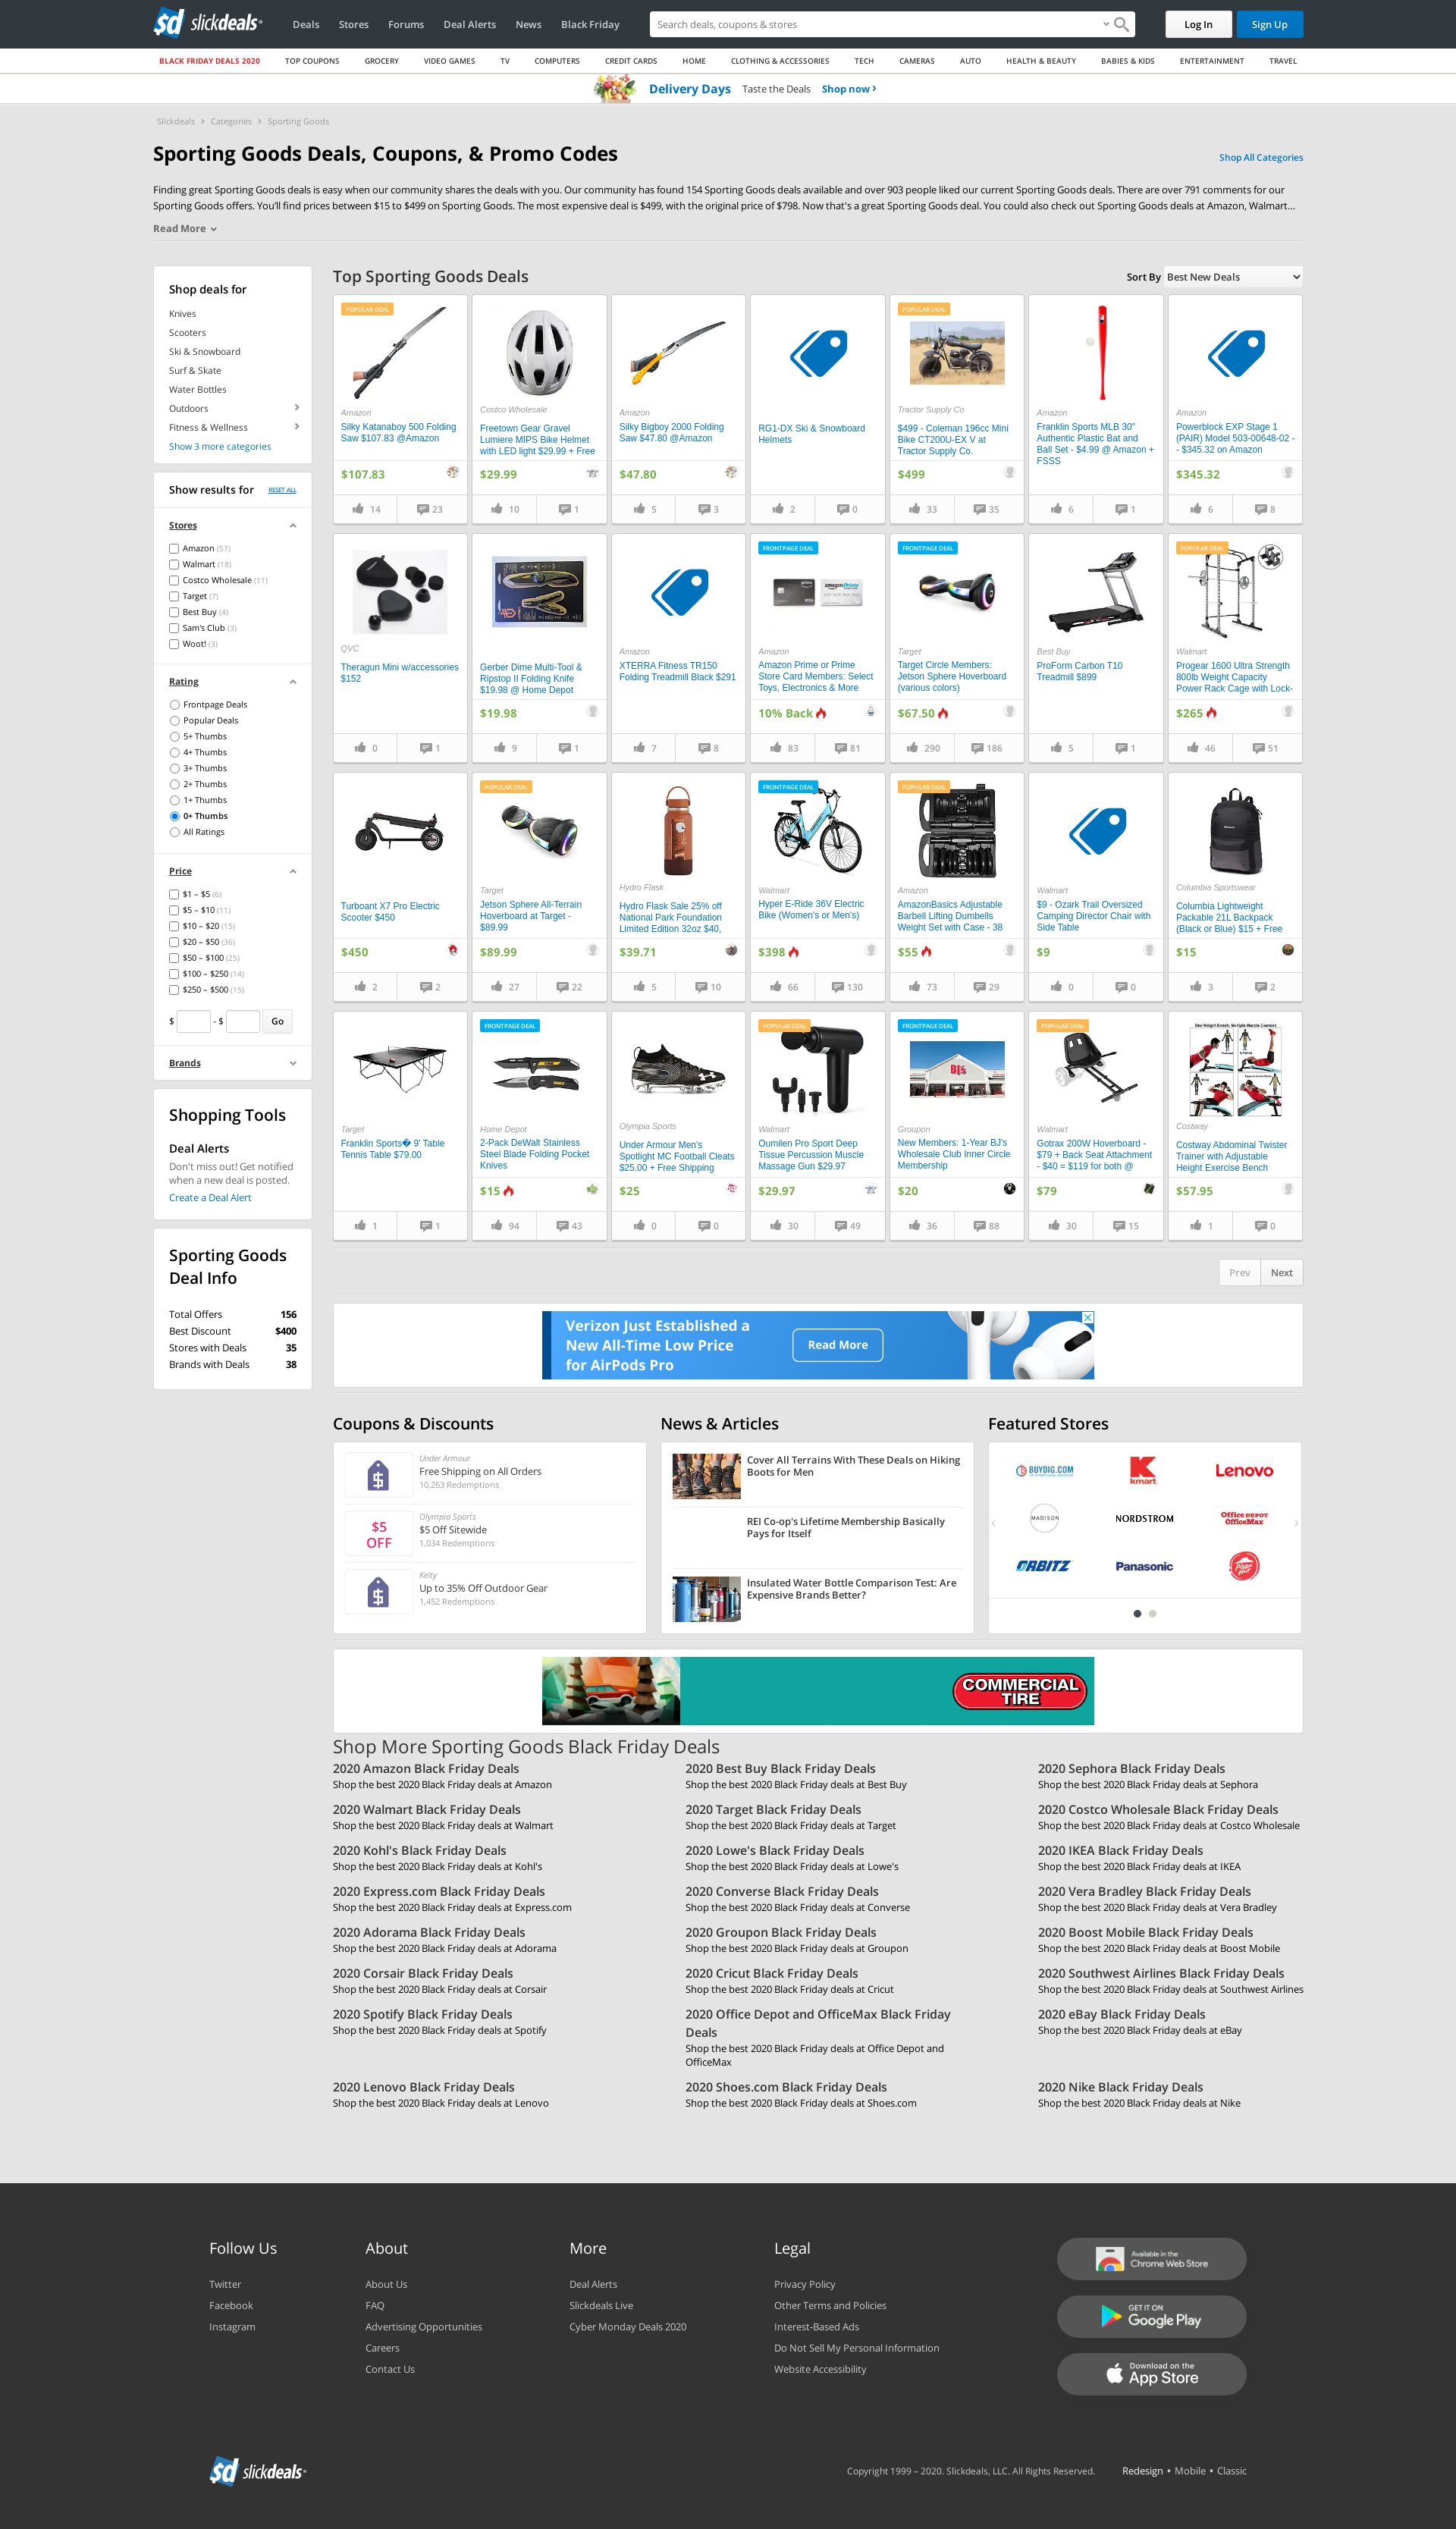 slickdeals
Deals
Stores
Forums
Deal Alerts
News
Black Friday
Search deals, coupons & stores
Log In
Sign Up
BLACK FRIDAY DEALS 2020
TOP COUPONS
GROCERY
VIDEO GAMES
TV
COMPUTERS
CREDIT CARDS
HOME
CLOTHING & ACCESSORIES
TECH
CAMERAS
AUTO
HEALTH & BEAUTY
BABIES & KIDS
ENTERTAINMENT
TRAVEL
Delivery Days Taste the Deals Shop now
Slickdeals > Categories > Sporting Goods
Sporting Goods Deals, Coupons, & Promo Codes
Shop All Categories
Finding great Sporting Goods deals is easy when our community shares the deals with you. Our community has found 154 Sporting Goods deals available and over 903 people liked our current Sporting Goods deals. There are over 791 comments for our
Sporting Goods offers. You'll find prices between $15 to $499 on Sporting Goods. The most expensive deal is $499, with the original price of $798. Now that's a great Sporting Goods deal. You could also check out Sporting Goods deals at Amazon, Walmart...
Read More
Shop deals for
Knives
Scooters
Ski & Snowboard
Surf & Skate
Water Bottles
Outdoors
Fitness & Wellness
Show 3 more categories
Show results for
RESET ALL
Stores
Amazon (57)
Walmart (18)
Costco Wholesale (11)
Target (7)
Best Buy (4)
Sam's Club (3)
Woot! (3)
Rating
Frontpage Deals
Popular Deals
5+ Thumbs
4+ Thumbs
3+ Thumbs
2+ Thumbs
1+ Thumbs
0+ Thumbs
All Ratings
Price
$1 – $5 (6)
$5 – $10 (11)
$10 – $20 (15)
$20 – $50 (36)
$50 – $100 (25)
$100 – $250 (14)
$250 – $500 (15)
$ - $ Go
Brands
Shopping Tools
Deal Alerts
Don't miss out! Get notified
when a new deal is posted.
Create a Deal Alert
Sporting Goods
Deal Info
Total Offers 156
Best Discount $400
Stores with Deals 35
Brands with Deals 38
Top Sporting Goods Deals
Sort By Best New Deals
POPULAR DEAL
Amazon
Silky Katanaboy 500 Folding
Saw $107.83 @Amazon
$107.83
14 23
Costco Wholesale
Freetown Gear Gravel
Lumiere MIPS Bike Helmet
with LED light $29.99 + Free
$29.99
10 1
Amazon
Silky Bigboy 2000 Folding
Saw $47.80 @Amazon
$47.80
5 3
RG1-DX Ski & Snowboard
Helmets
2 0
POPULAR DEAL
Tractor Supply Co
$499 - Coleman 196cc Mini
Bike CT200U-EX V at
Tractor Supply Co.
$499
33 35
Amazon
Franklin Sports MLB 30"
Authentic Plastic Bat and
Ball Set - $4.99 @ Amazon +
FSSS
6 1
Amazon
Powerblock EXP Stage 1
(PAIR) Model 503-00648-02 -
- $345.32 on Amazon
$345.32
6 8
QVC
Theragun Mini w/accessories
$152
0 1
Gerber Dime Multi-Tool &
Ripstop II Folding Knife
$19.98 @ Home Depot
$19.98
9 1
Amazon
XTERRA Fitness TR150
Folding Treadmill Black $291
7 8
FRONTPAGE DEAL
Amazon
Amazon Prime or Prime
Store Card Members: Select
Toys, Electronics & More
10% Back
83 81
FRONTPAGE DEAL
Target
Target Circle Members:
Jetson Sphere Hoverboard
(various colors)
$67.50
290 186
Best Buy
ProForm Carbon T10
Treadmill $899
5 1
POPULAR DEAL
Walmart
Progear 1600 Ultra Strength
800lb Weight Capacity
Power Rack Cage with Lock-
$265
46 51
Turboant X7 Pro Electric
Scooter $450
$450
2 2
POPULAR DEAL
Target
Jetson Sphere All-Terrain
Hoverboard at Target -
$89.99
$89.99
27 22
Hydro Flask
Hydro Flask Sale 25% off
National Park Foundation
Limited Edition 32oz $40,
$39.71
5 10
FRONTPAGE DEAL
Walmart
Hyper E-Ride 36V Electric
Bike (Women's or Men's)
$398
66 130
POPULAR DEAL
Amazon
AmazonBasics Adjustable
Barbell Lifting Dumbells
Weight Set with Case - 38
$55
73 29
Walmart
$9 - Ozark Trail Oversized
Camping Director Chair with
Side Table
$9
0 0
Columbia Sportswear
Columbia Lightweight
Packable 21L Backpack
(Black or Blue) $15 + Free
$15
3 2
Target
Franklin Sports� 9' Table
Tennis Table $79.00
1 1
FRONTPAGE DEAL
Home Depot
2-Pack DeWalt Stainless
Steel Blade Folding Pocket
Knives
$15
94 43
Olympia Sports
Under Armour Men's
Spotlight MC Football Cleats
$25.00 + Free Shipping
$25
0 0
POPULAR DEAL
Walmart
Oumilen Pro Sport Deep
Tissue Percussion Muscle
Massage Gun $29.97
$29.97
30 49
FRONTPAGE DEAL
BJ's
Groupon
New Members: 1-Year BJ's
Wholesale Club Inner Circle
Membership
$20
36 88
POPULAR DEAL
Walmart
Gotrax 200W Hoverboard -
$79 + Back Seat Attachment
- $40 = $119 for both @
$79
30 15
Costway
Costway Abdominal Twister
Trainer with Adjustable
Height Exercise Bench
$57.95
1 0
Prev Next
Verizon Just Established a
New All-Time Low Price
for AirPods Pro
Read More
Coupons & Discounts
Under Armour
Free Shipping on All Orders
10,263 Redemptions
$5
OFF
Olympia Sports
$5 Off Sitewide
1,034 Redemptions
Kelty
Up to 35% Off Outdoor Gear
1,452 Redemptions
News & Articles
Cover All Terrains With These Deals on Hiking
Boots for Men
REI Co-op's Lifetime Membership Basically
Pays for Itself
Insulated Water Bottle Comparison Test: Are
Expensive Brands Better?
Featured Stores
BUYDIG.COM
kmart
Lenovo
MADISON
NORDSTROM
Office DEPOT
OfficeMax
ORBITZ
Panasonic
Pizza Hut
COMMERCIAL
TIRE
Shop More Sporting Goods Black Friday Deals
2020 Amazon Black Friday Deals
Shop the best 2020 Black Friday deals at Amazon
2020 Best Buy Black Friday Deals
Shop the best 2020 Black Friday deals at Best Buy
2020 Sephora Black Friday Deals
Shop the best 2020 Black Friday deals at Sephora
2020 Walmart Black Friday Deals
Shop the best 2020 Black Friday deals at Walmart
2020 Target Black Friday Deals
Shop the best 2020 Black Friday deals at Target
2020 Costco Wholesale Black Friday Deals
Shop the best 2020 Black Friday deals at Costco Wholesale
2020 Kohl's Black Friday Deals
Shop the best 2020 Black Friday deals at Kohl's
2020 Lowe's Black Friday Deals
Shop the best 2020 Black Friday deals at Lowe's
2020 IKEA Black Friday Deals
Shop the best 2020 Black Friday deals at IKEA
2020 Express.com Black Friday Deals
Shop the best 2020 Black Friday deals at Express.com
2020 Converse Black Friday Deals
Shop the best 2020 Black Friday deals at Converse
2020 Vera Bradley Black Friday Deals
Shop the best 2020 Black Friday deals at Vera Bradley
2020 Adorama Black Friday Deals
Shop the best 2020 Black Friday deals at Adorama
2020 Groupon Black Friday Deals
Shop the best 2020 Black Friday deals at Groupon
2020 Boost Mobile Black Friday Deals
Shop the best 2020 Black Friday deals at Boost Mobile
2020 Corsair Black Friday Deals
Shop the best 2020 Black Friday deals at Corsair
2020 Cricut Black Friday Deals
Shop the best 2020 Black Friday deals at Cricut
2020 Southwest Airlines Black Friday Deals
Shop the best 2020 Black Friday deals at Southwest Airlines
2020 Spotify Black Friday Deals
Shop the best 2020 Black Friday deals at Spotify
2020 Office Depot and OfficeMax Black Friday
Deals
Shop the best 2020 Black Friday deals at Office Depot and
OfficeMax
2020 eBay Black Friday Deals
Shop the best 2020 Black Friday deals at eBay
2020 Lenovo Black Friday Deals
Shop the best 2020 Black Friday deals at Lenovo
2020 Shoes.com Black Friday Deals
Shop the best 2020 Black Friday deals at Shoes.com
2020 Nike Black Friday Deals
Shop the best 2020 Black Friday deals at Nike
Follow Us
Twitter
Facebook
Instagram
About
About Us
FAQ
Advertising Opportunities
Careers
Contact Us
More
Deal Alerts
Slickdeals Live
Cyber Monday Deals 2020
Legal
Privacy Policy
Other Terms and Policies
Interest-Based Ads
Do Not Sell My Personal Information
Website Accessibility
Available in the
Chrome Web Store
GET IT ON
Google Play
Download on the
App Store
slickdeals
Copyright 1999 – 2020. Slickdeals, LLC. All Rights Reserved.
Redesign • Mobile • Classic